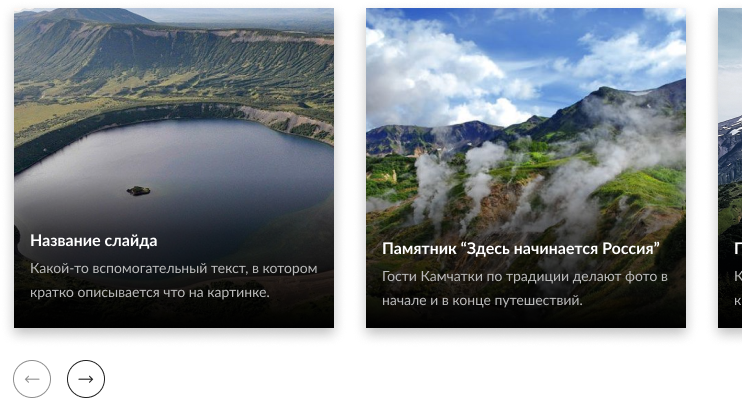 Название слайда
Какой-то вспомогательный текст, в котором
кратко описывается что на картинке.
Памятник “Здесь начинается Россия”
Гости Камчатки по традиции делают фото в
начале и в конце путешествий.